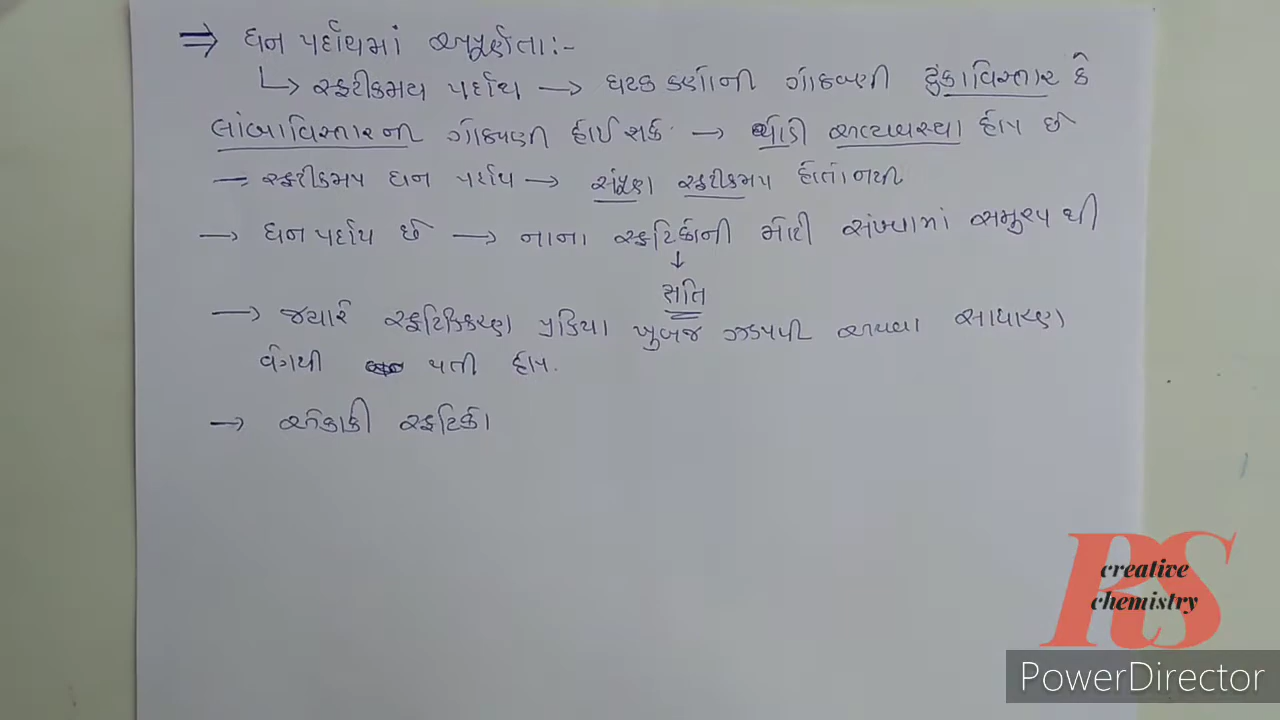 ⇒ ઘન પદાર્થમાં અપૂર્ણતા:-
↳ સ્ફટીકમય પદાર્થ → ઘટક કણોની ગોઠવણી ટુંકાવિસ્તાર કે
લાંબાવિસ્તારની ગોઠવણી હોઈ શકે → થોડી અવ્યવસ્થા હોય છે
→ સ્ફટીકમય ઘન પદાર્થ → સંપૂર્ણ સ્ફટીકમય હોતાં નથી
→ ઘન પદાર્થ છે → નાના સ્ફટિકોની મોટી સંખ્યામાં સમુચ્ચય થી
↓
→ જ્યારે સ્ફટિકિકરણ પ્રક્રિયા ખુબજ ઝડપથી અથવા સાધારણ
વેગથી થતી હોય.
→ એકાકી સ્ફટિકો
creative
chemistry
RS
PowerDirector